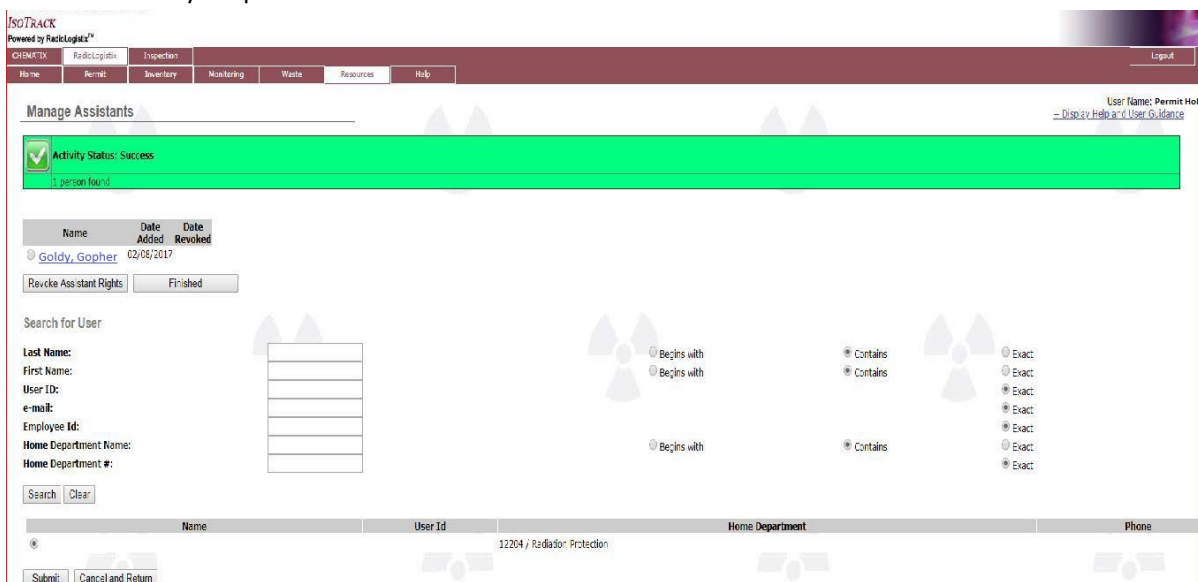 ISOTRACK
Powered by RadioLogistix™
CHEMATIX RadioLogistix Inspection Logout
Home Permit Inventory Monitoring Waste Resources Help
User Name: Permit Hol
Manage Assistants
– Display Help and User Guidance
Activity Status: Success
1 person found
Name Date Added Date Revoked
Goldy, Gopher 02/08/2017
Revoke Assistant Rights Finished
Search for User
Last Name: Begins with Contains Exact
First Name: Begins with Contains Exact
User ID: Exact
e-mail: Exact
Employee Id: Exact
Home Department Name: Begins with Contains Exact
Home Department #: Exact
Search Clear
Name User Id Home Department Phone
12204 / Radiation Protection
Submit Cancel and Return